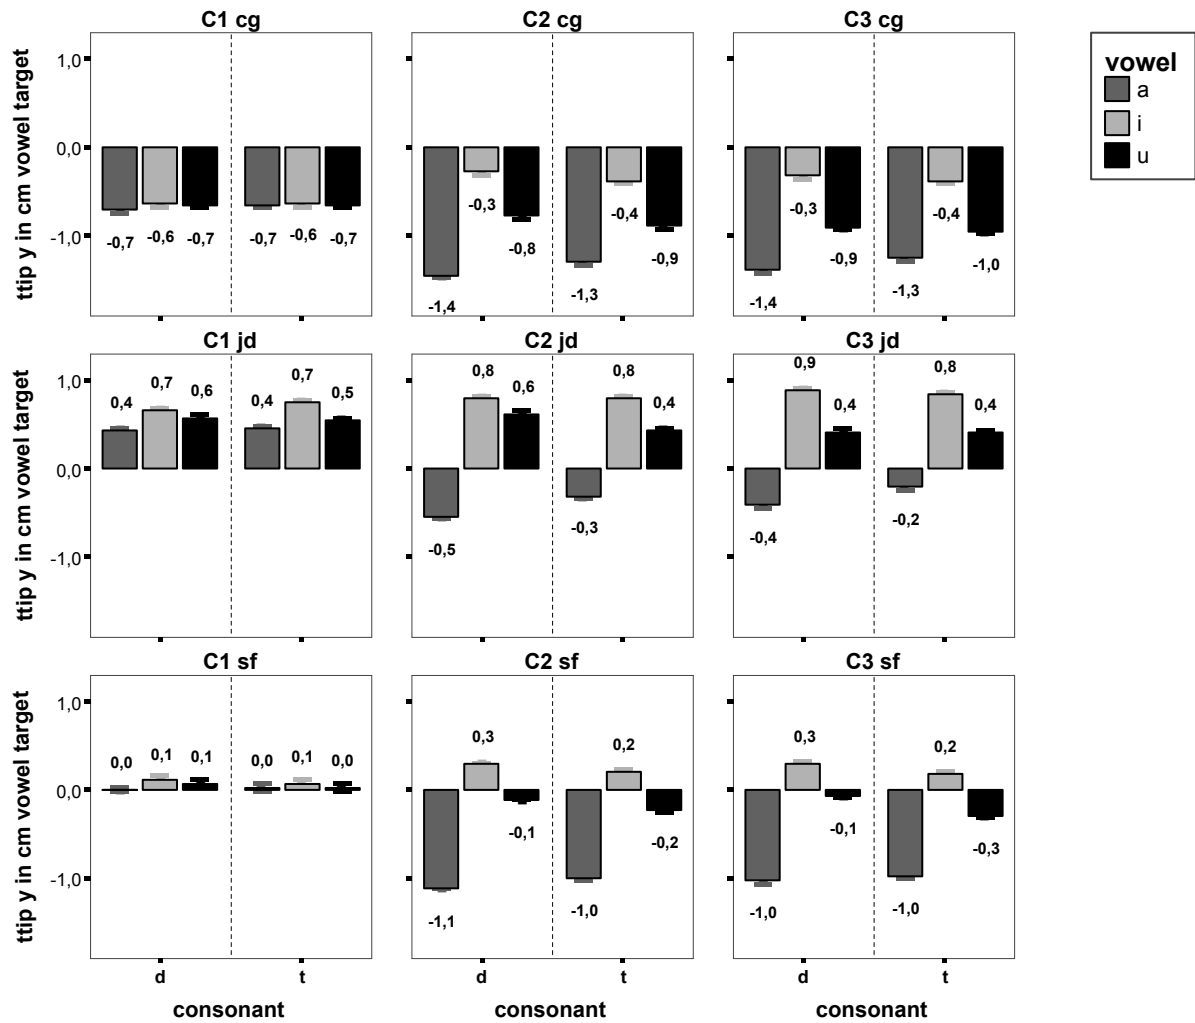 C1 cg C2 cg C3 cg
ttip y in cm vowel target
1,0
0,0
-1,0
-0,7 -0,6 -0,7 -0,7 -0,6 -0,7
-1,4 -0,3 -0,8 -1,3 -0,4 -0,9
-1,4 -0,3 -0,9 -1,3 -0,4 -1,0
vowel
a
i
u
C1 jd C2 jd C3 jd
ttip y in cm vowel target
1,0
0,0
-1,0
0,4 0,7 0,6 0,4 0,7 0,5
-0,5 0,8 0,6 -0,3 0,8 0,4
-0,4 0,9 0,4 -0,2 0,8 0,4
C1 sf C2 sf C3 sf
ttip y in cm vowel target
1,0
0,0
-1,0
0,0 0,1 0,1 0,0 0,1 0,0
-1,1 0,3 -0,1 -1,0 0,2 -0,2
-1,0 0,3 -0,1 -1,0 0,2 -0,3
d t d t d t
consonant consonant consonant